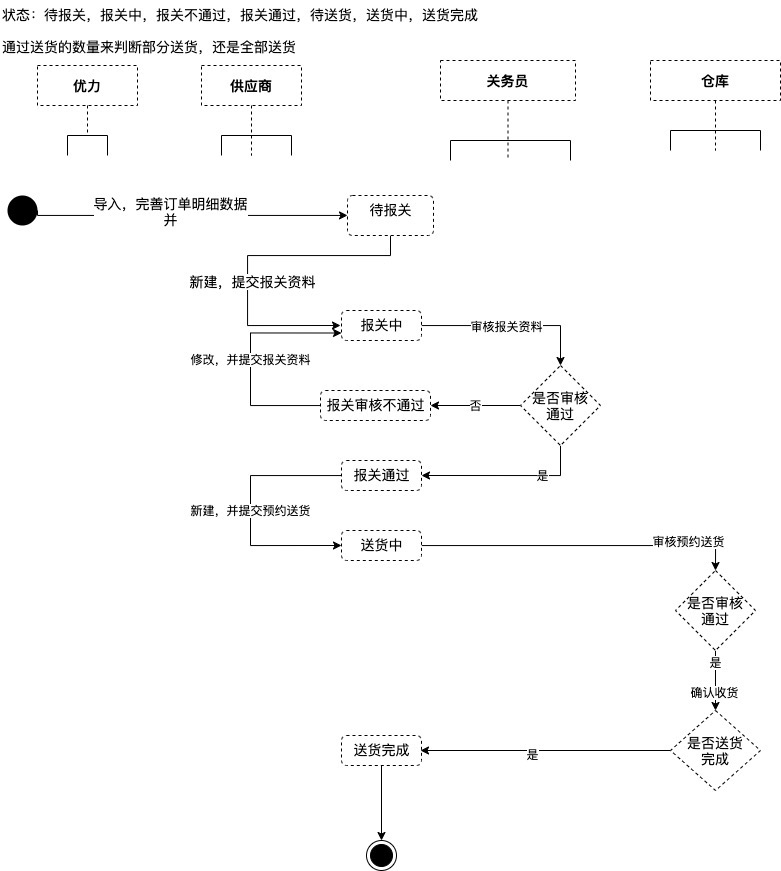 状态：待报关，报关中，报关不通过，报关通过，待送货，送货中，送货完成
通过送货的数量来判断部分送货，还是全部送货
优力
供应商
关务员
仓库
导入，完善订单明细数据
并
待报关
新建，提交报关资料
报关中
审核报关资料
修改，并提交报关资料
是否审核
通过
报关审核不通过
否
报关通过
是
新建，并提交预约送货
送货中
审核预约送货
是否审核
通过
是
确认收货
是否送货
完成
送货完成
是